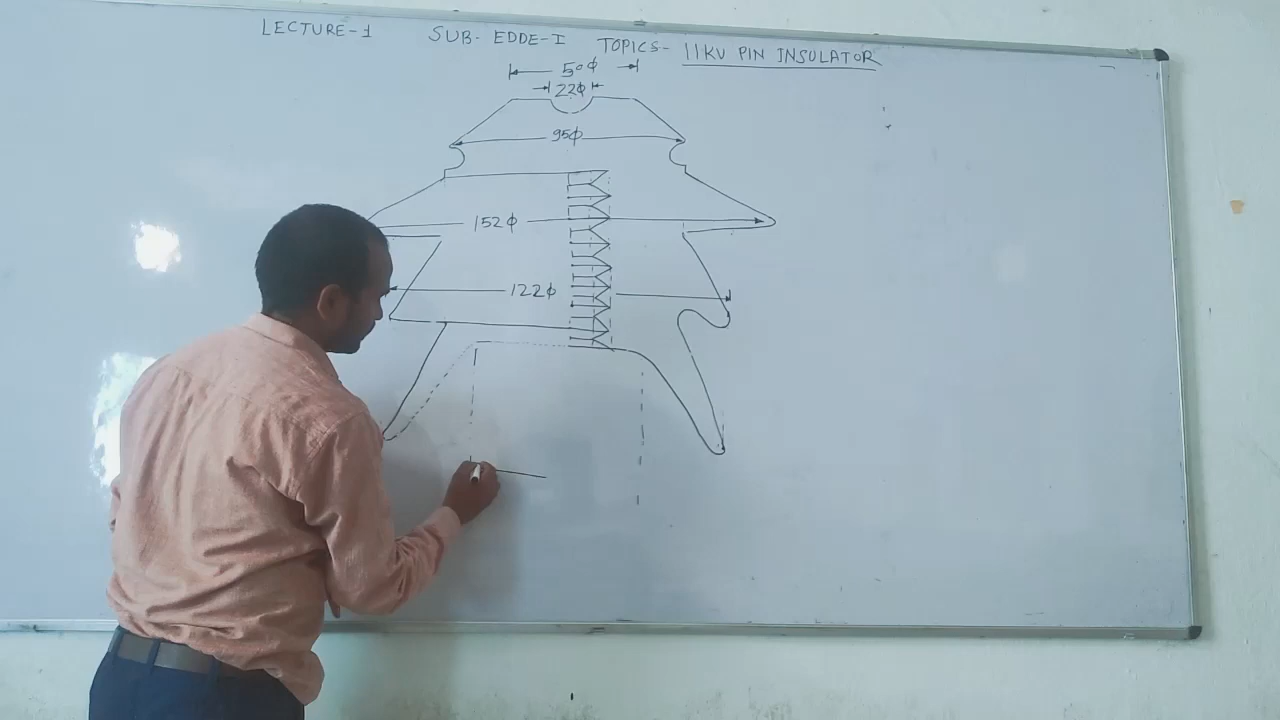 LECTURE-1 SUB- EDDE-I TOPICS- 11KV PIN INSULATOR
50ϕ
22ϕ
95ϕ
152ϕ
122ϕ